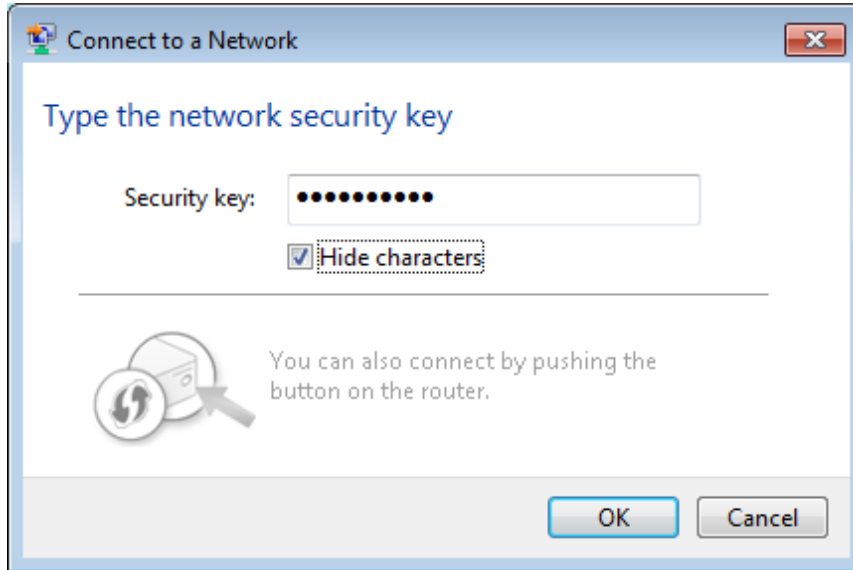 Connect to a Network
Type the network security key
Security key: ••••••••••
Hide characters
You can also connect by pushing the
button on the router.
OK Cancel